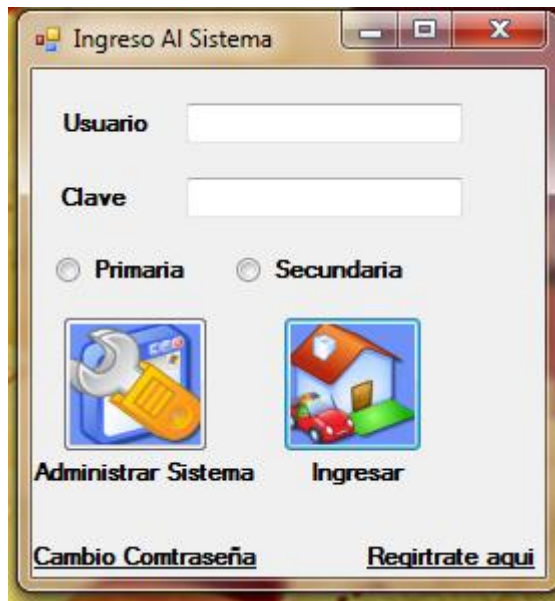 Ingreso Al Sistema
Usuario
Clave
Primaria Secundaria
Administrar Sistema Ingresar
Cambio Comtraseña Regirtrate aqui